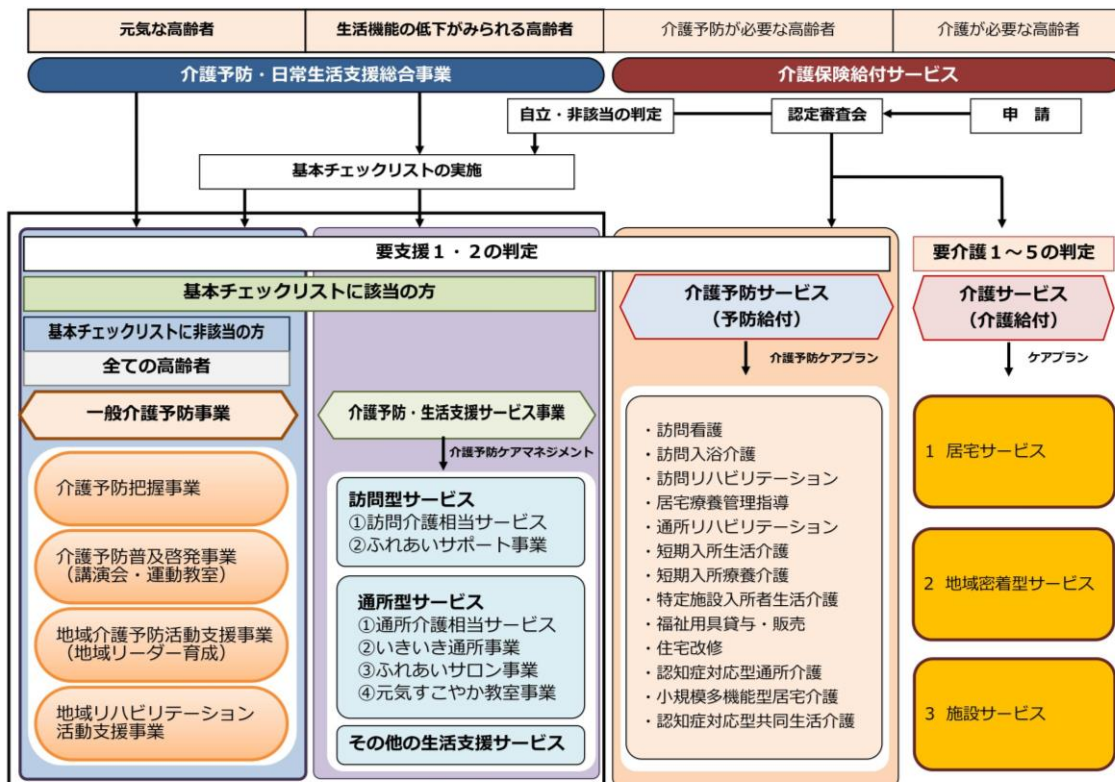 元気な高齢者
生活機能の低下がみられる高齢者
介護予防が必要な高齢者
介護が必要な高齢者
介護予防・日常生活支援総合事業
介護保険給付サービス
自立・非該当の判定
認定審査会
申　請
基本チェックリストの実施
要支援１・２の判定
要介護１～５の判定
基本チェックリストに該当の方
基本チェックリストに非該当の方
全ての高齢者
一般介護予防事業
介護予防把握事業
介護予防普及啓発事業
（講演会・運動教室）
地域介護予防活動支援事業
（地域リーダー育成）
地域リハビリテーション
活動支援事業
介護予防・生活支援サービス事業
介護予防ケアマネジメント
訪問型サービス
①訪問介護相当サービス
②ふれあいサポート事業
通所型サービス
①通所介護相当サービス
②いきいき通所事業
③ふれあいサロン事業
④元気すこやか教室事業
その他の生活支援サービス
介護予防サービス
（予防給付）
介護予防ケアプラン
・訪問看護
・訪問入浴介護
・訪問リハビリテーション
・居宅療養管理指導
・通所リハビリテーション
・短期入所生活介護
・短期入所療養介護
・特定施設入所者生活介護
・福祉用具貸与・販売
・住宅改修
・認知症対応型通所介護
・小規模多機能型居宅介護
・認知症対応型共同生活介護
介護サービス
（介護給付）
ケアプラン
1 居宅サービス
2 地域密着型サービス
3 施設サービス